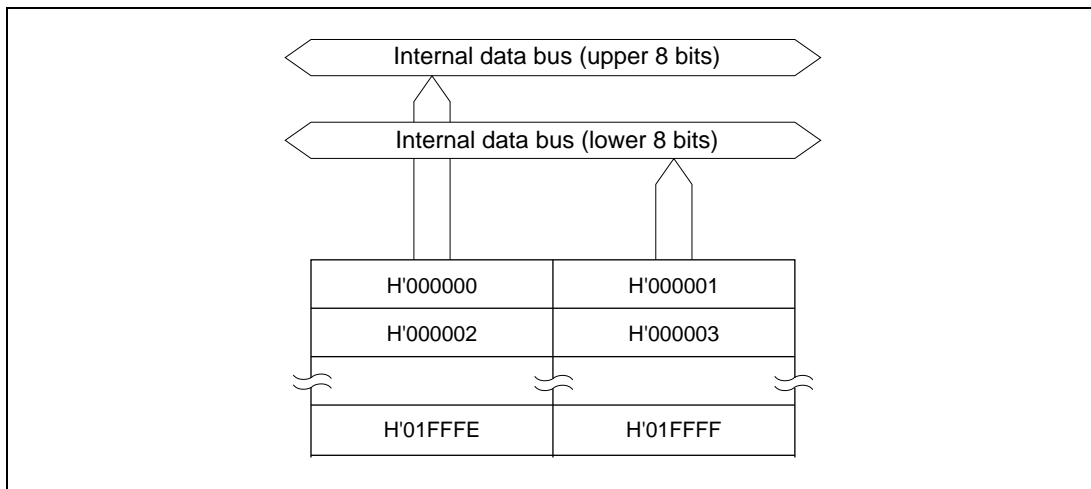 Internal data bus (upper 8 bits)
Internal data bus (lower 8 bits)
H'000000 H'000001
H'000002 H'000003
H'01FFFE H'01FFFF